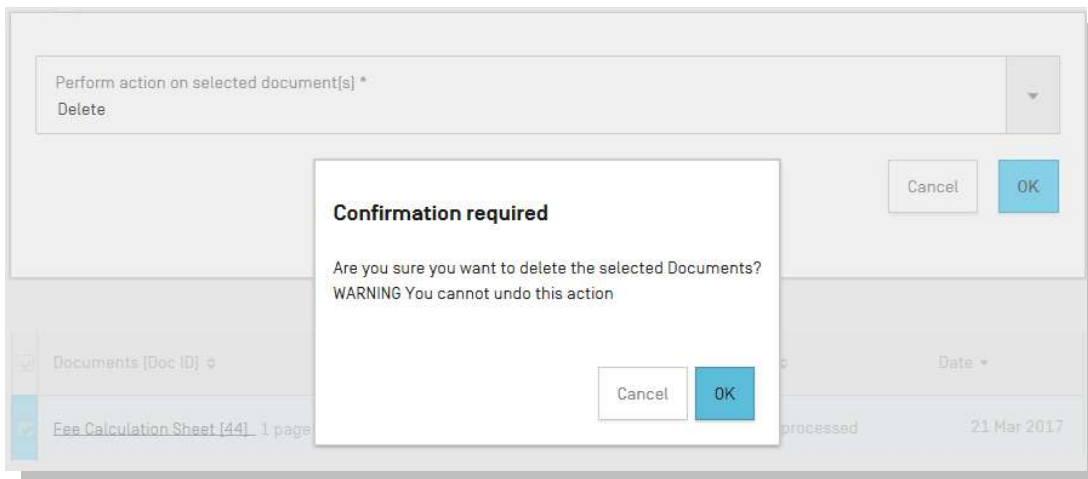 Perform action on selected document(s) *
Delete
Cancel
OK
Confirmation required
Are you sure you want to delete the selected Documents?
WARNING You cannot undo this action
Cancel
OK
Documents (Doc ID)
Date
Fee Calculation Sheet [44] 1 page
processed
21 Mar 2017